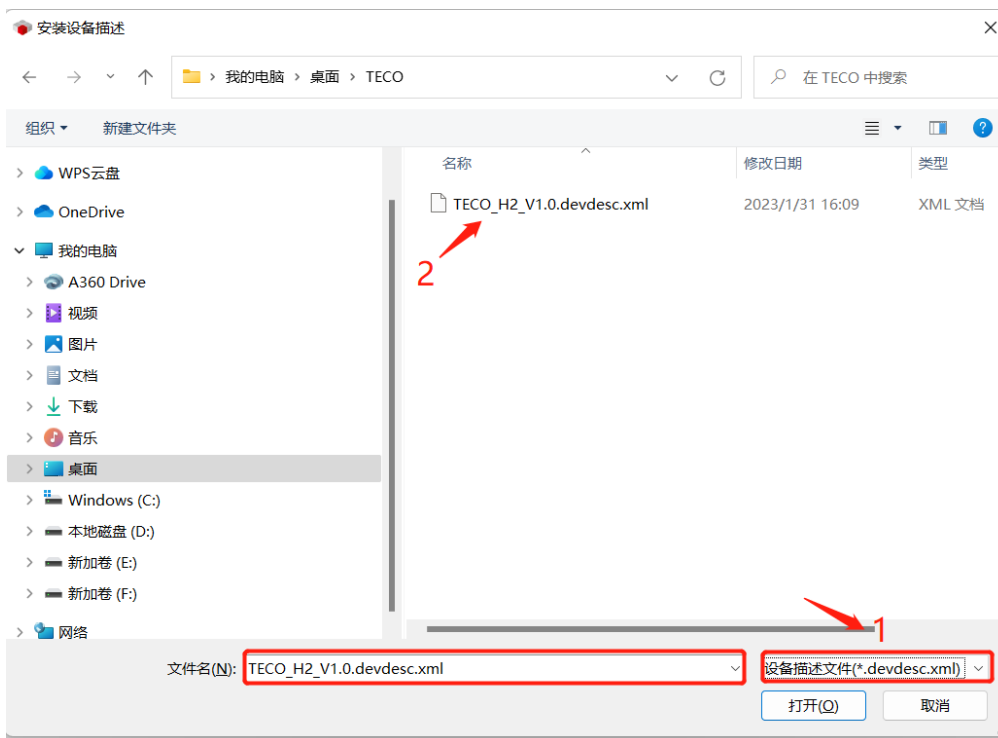 安装设备描述
我的电脑 › 桌面 › TECO
在 TECO 中搜索
组织 新建文件夹
名称 修改日期 类型
WPS云盘
TECO_H2_V1.0.devdesc.xml 2023/1/31 16:09 XML 文档
OneDrive
我的电脑
2
A360 Drive
视频
图片
文档
下载
音乐
桌面
Windows (C:)
本地磁盘 (D:)
新加卷 (E:)
新加卷 (F:)
网络
1
文件名(N): TECO_H2_V1.0.devdesc.xml 设备描述文件(*.devdesc.xml)
打开(O) 取消